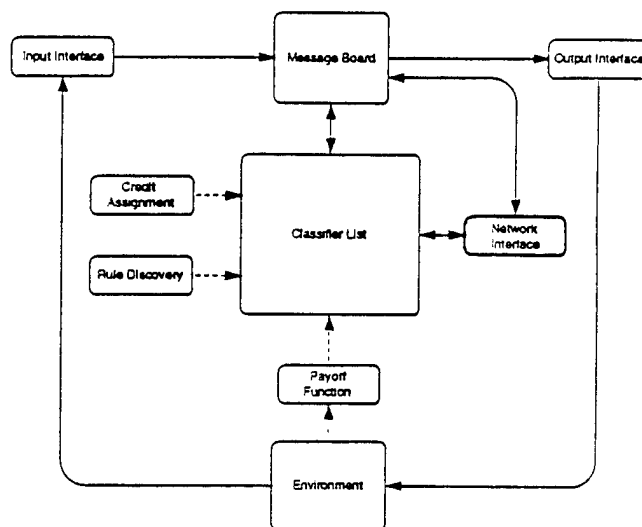 Input Interface
Message Board
Output Interface
Credit
Assignment
Classifier List
Network
Interface
Rule Discovery
Payoff
Function
Environment